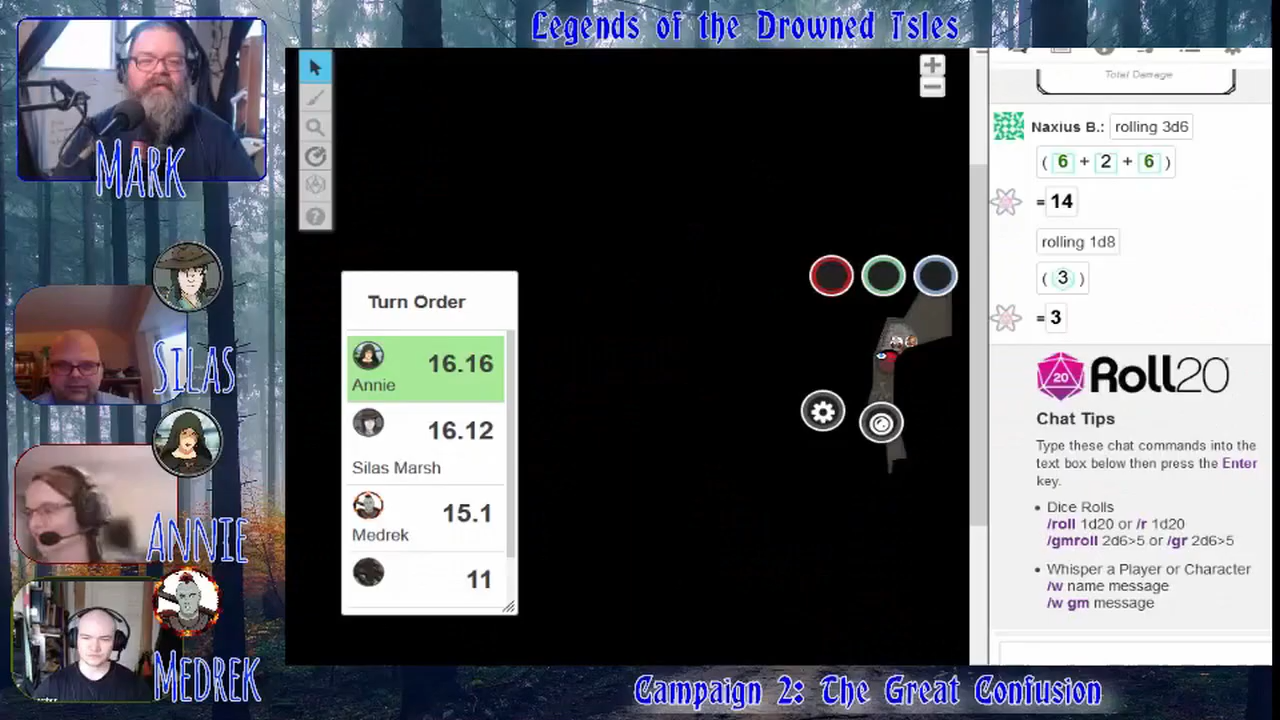 Legends of the Drowned Isles
MARK
SILAS
ANNIE
MEDREK
Turn Order
16.16
Annie
16.12
Silas Marsh
15.1
Medrek
11
Total Damage
Naxius B.: rolling 3d6
( 6 + 2 + 6 )
= 14
rolling 1d8
( 3 )
= 3
20 Roll20
Chat Tips
Type these chat commands into the
text box below then press the Enter
key.
• Dice Rolls
/roll 1d20 or /r 1d20
/gmroll 2d6>5 or /gr 2d6>5
• Whisper a Player or Character
/w name message
/w gm message
Campaign 2: The Great Confusion